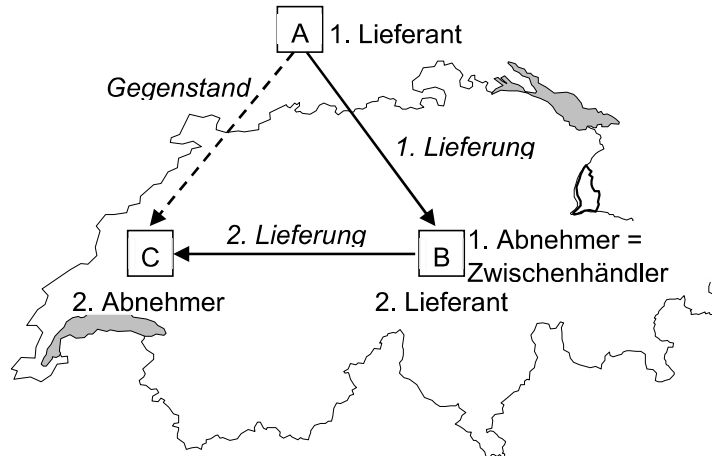 A 1. Lieferant
Gegenstand
1. Lieferung
2. Lieferung
C
B
1. Abnehmer =
Zwischenhändler
2. Abnehmer
2. Lieferant